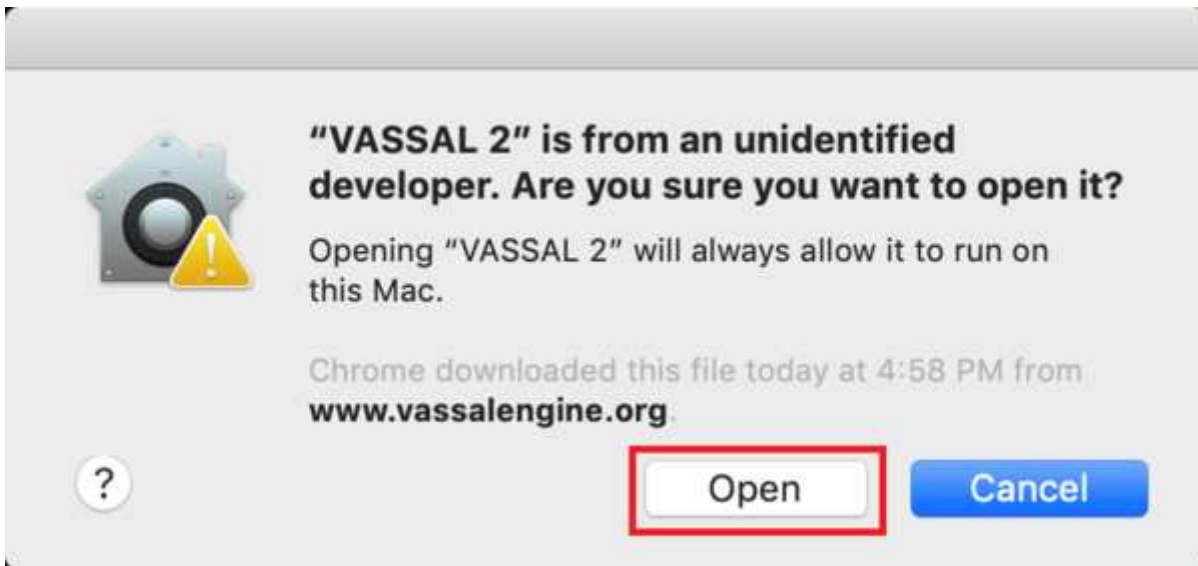 “VASSAL 2” is from an unidentified
developer. Are you sure you want to open it?
Opening “VASSAL 2” will always allow it to run on
this Mac.
Chrome downloaded this file today at 4:58 PM from
www.vassalengine.org.
?
Open
Cancel